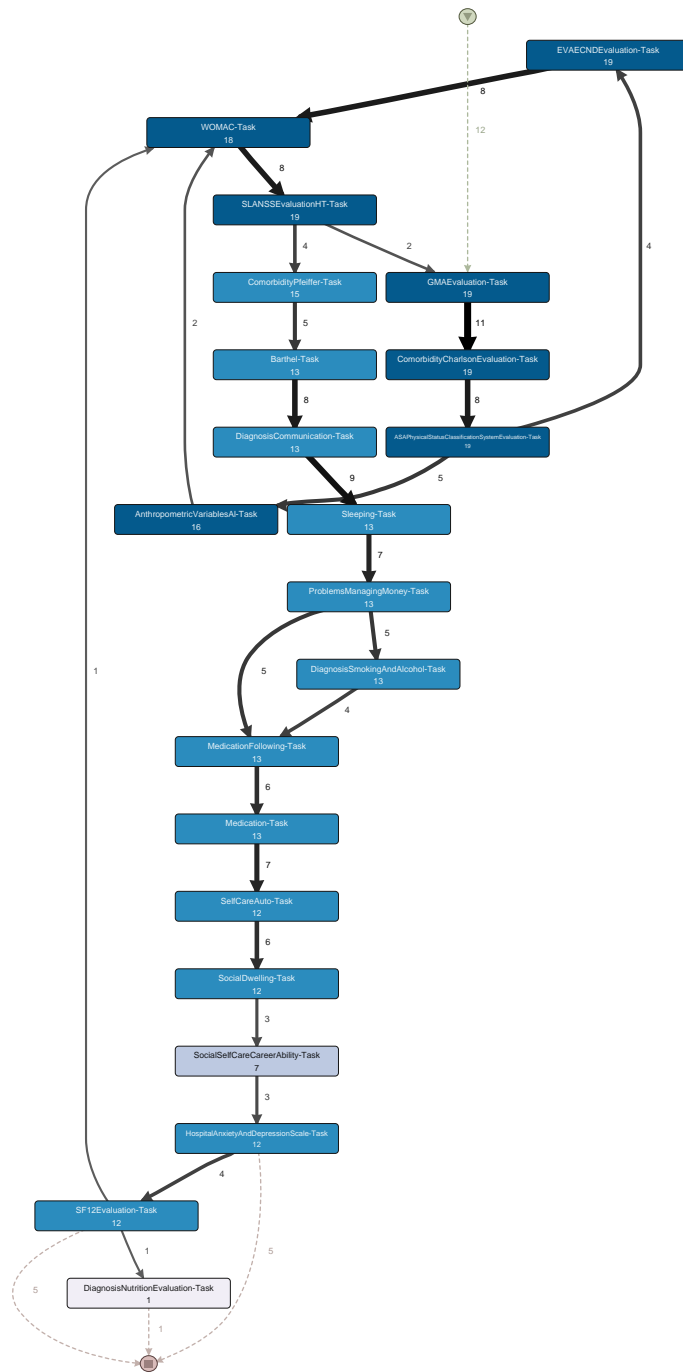 EVAECNDEvaluation-Task
19
8
12
WOMAC-Task
18
8
SLANSSEvaluationHT-Task
19
4
2
4
ComorbidityPfeiffer-Task
15
GMAEvaluation-Task
19
2
5
11
Barthel-Task
13
ComorbidityCharlsonEvaluation-Task
19
8
8
DiagnosisCommunication-Task
13
ASAPhysicalStatusClassificationSystemEvaluation-Task
19
9
5
AnthropometricVariablesAI-Task
16
Sleeping-Task
13
7
ProblemsManagingMoney-Task
13
5
5
1
DiagnosisSmokingAndAlcohol-Task
13
4
MedicationFollowing-Task
13
6
Medication-Task
13
7
SelfCareAuto-Task
12
6
SocialDwelling-Task
12
3
SocialSelfCareCareerAbility-Task
7
3
HospitalAnxietyAndDepressionScale-Task
12
4
SF12Evaluation-Task
12
1
5
5
DiagnosisNutritionEvaluation-Task
1
1